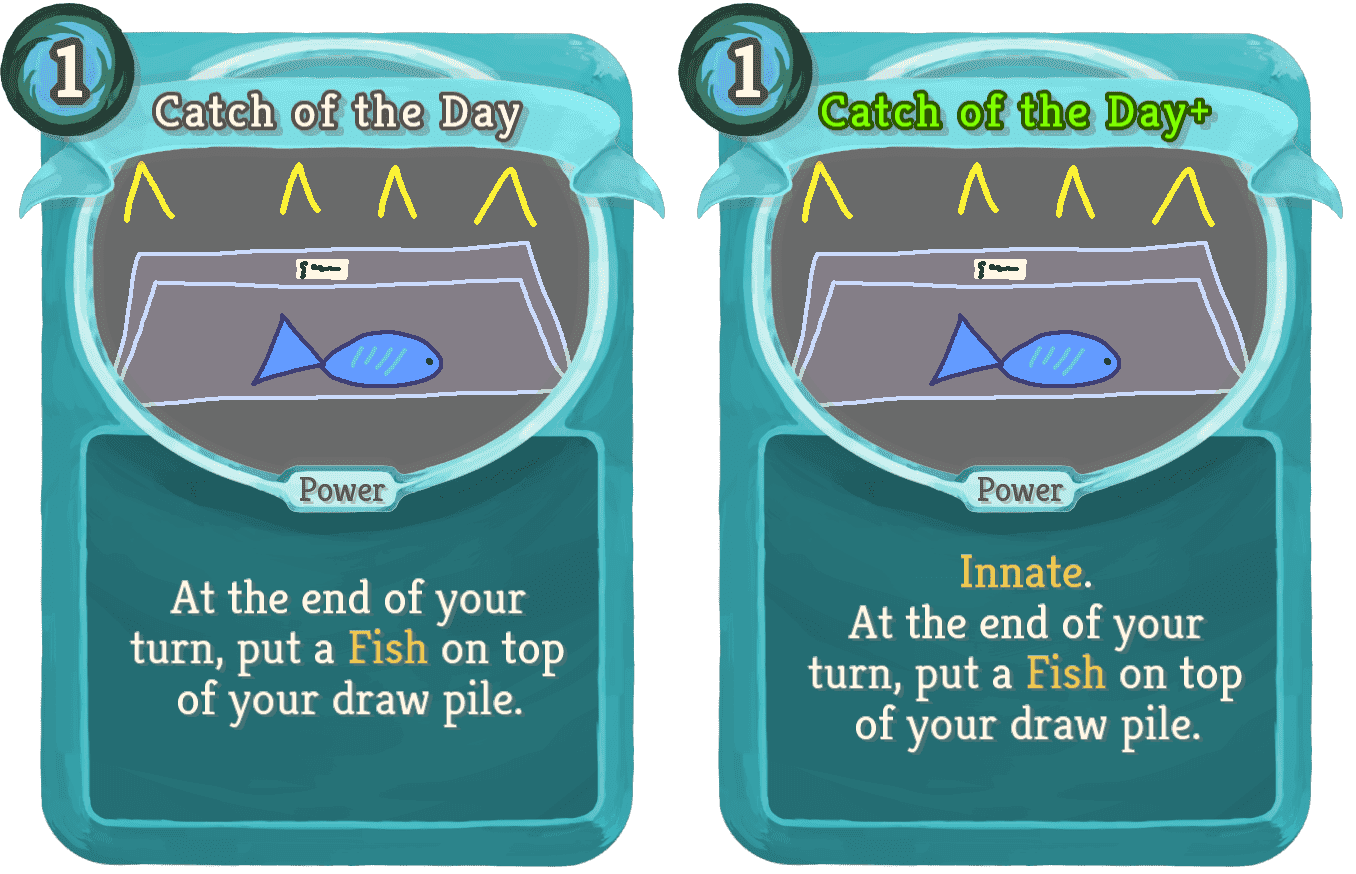 1
Catch of the Day
Power
At the end of your
turn, put a Fish on top
of your draw pile.
1
Catch of the Day+
Power
Innate.
At the end of your
turn, put a Fish on top
of your draw pile.